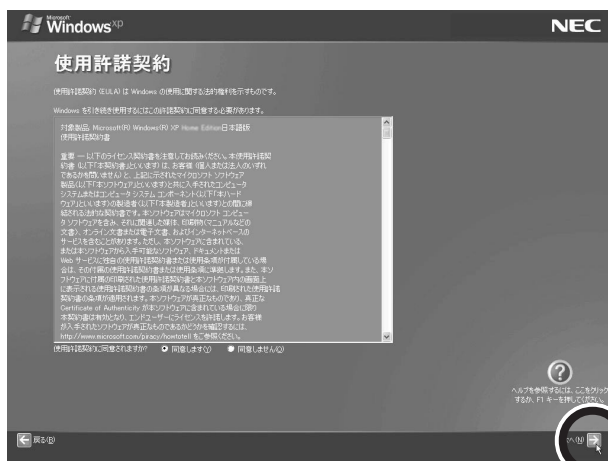 Microsoft
Windows xp
NEC
使用許諾契約
使用許諾契約 (EULA) は Windows の使用に関する法的権利を示すものです。
Windows を引き続き使用するにはこの許諾契約に同意する必要があります。
対象製品: Microsoft(R) Windows(R) XP Home Edition日本語版
使用許諾契約書
重要 ― 以下のライセンス契約書を注意してお読みください。本使用許諾契
約書 (以下「本契約書」といいます) は、お客様 (個人または法人のいずれ
であるかを問いません) と、上記に示されたマイクロソフト ソフトウェア
製品(以下「本ソフトウェア」といいます)と共に入手されたコンピュータ
システムまたはコンピュータ システム コンポーネント(以下「本ハード
ウェア」といいます)の製造者(以下「本製造者」といいます)との間に締
結される法的な契約書です。本ソフトウェアはマイクロソフト コンピュー
タ ソフトウェアを含み、それに関連した媒体、印刷物(マニュアルなどの
文書)、オンライン文書または電子文書、およびインターネットベースの
サービスを含むことがあります。ただし、本ソフトウェアに含まれている、
または本ソフトウェアから入手可能なソフトウェア、ドキュメントまたは
Web サービスに独自の使用許諾契約書または使用条項が付属している場
合は、その付属の使用許諾契約書または使用条項に準拠します。また、本ソ
フトウェアに付属の印刷された使用許諾契約書と本ソフトウェア内の画面上
に表示される使用許諾契約書の条項が異なる場合には、印刷された使用許諾
契約書の条項が適用されます。本ソフトウェアが真正なものであり、真正な
Certificate of Authenticity が本ソフトウェアに含まれている場合に限り
本契約書は有効となり、エンドユーザーにライセンスを許諾します。お客様
が入手されたソフトウェアが真正なものであるかどうかを確認するには、
http://www.microsoft.com/piracy/howtotell をご参照ください。
使用許諾契約に同意されますか?
同意します(Y)
同意しません(O)
ヘルプを参照するには、ここをクリック
するか、F1 キーを押してください。
戻る(B)
次へ(N)